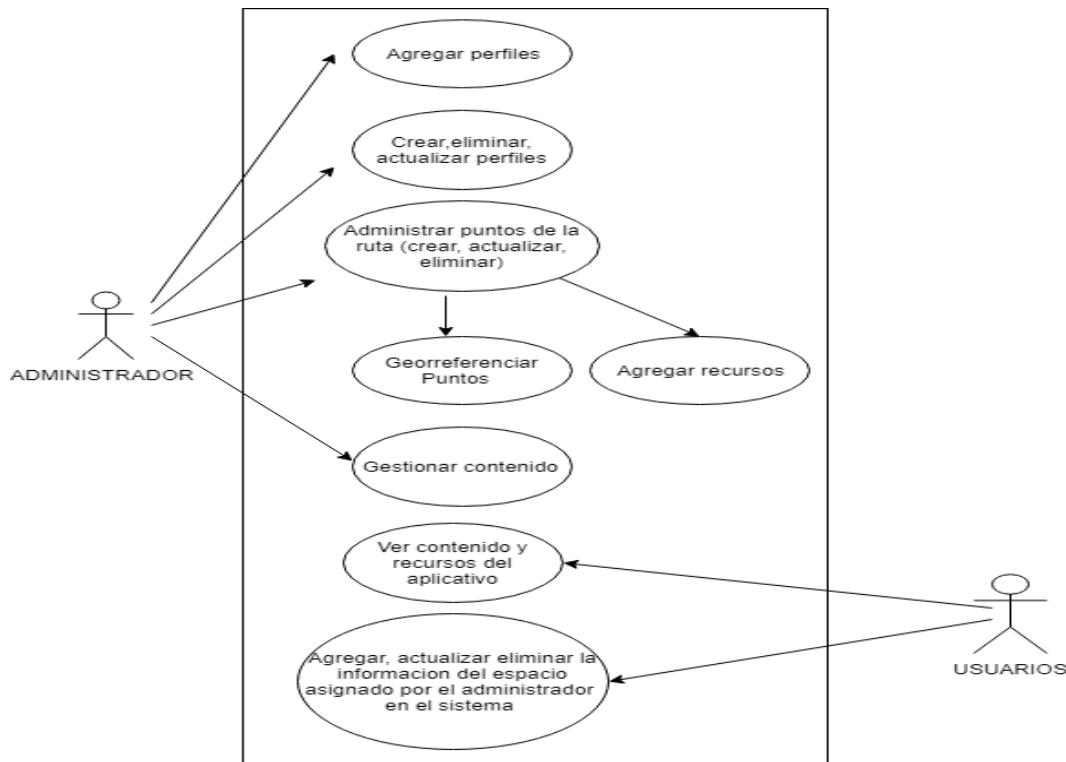 Agregar perfiles
Crear,eliminar,
actualizar perfiles
Administrar puntos de la
ruta (crear, actualizar,
eliminar)
ADMINISTRADOR
Georreferenciar
Puntos
Agregar recursos
Gestionar contenido
Ver contenido y
recursos del
aplicativo
USUARIOS
Agregar, actualizar eliminar la
informacion del espacio
asignado por el administrador
en el sistema